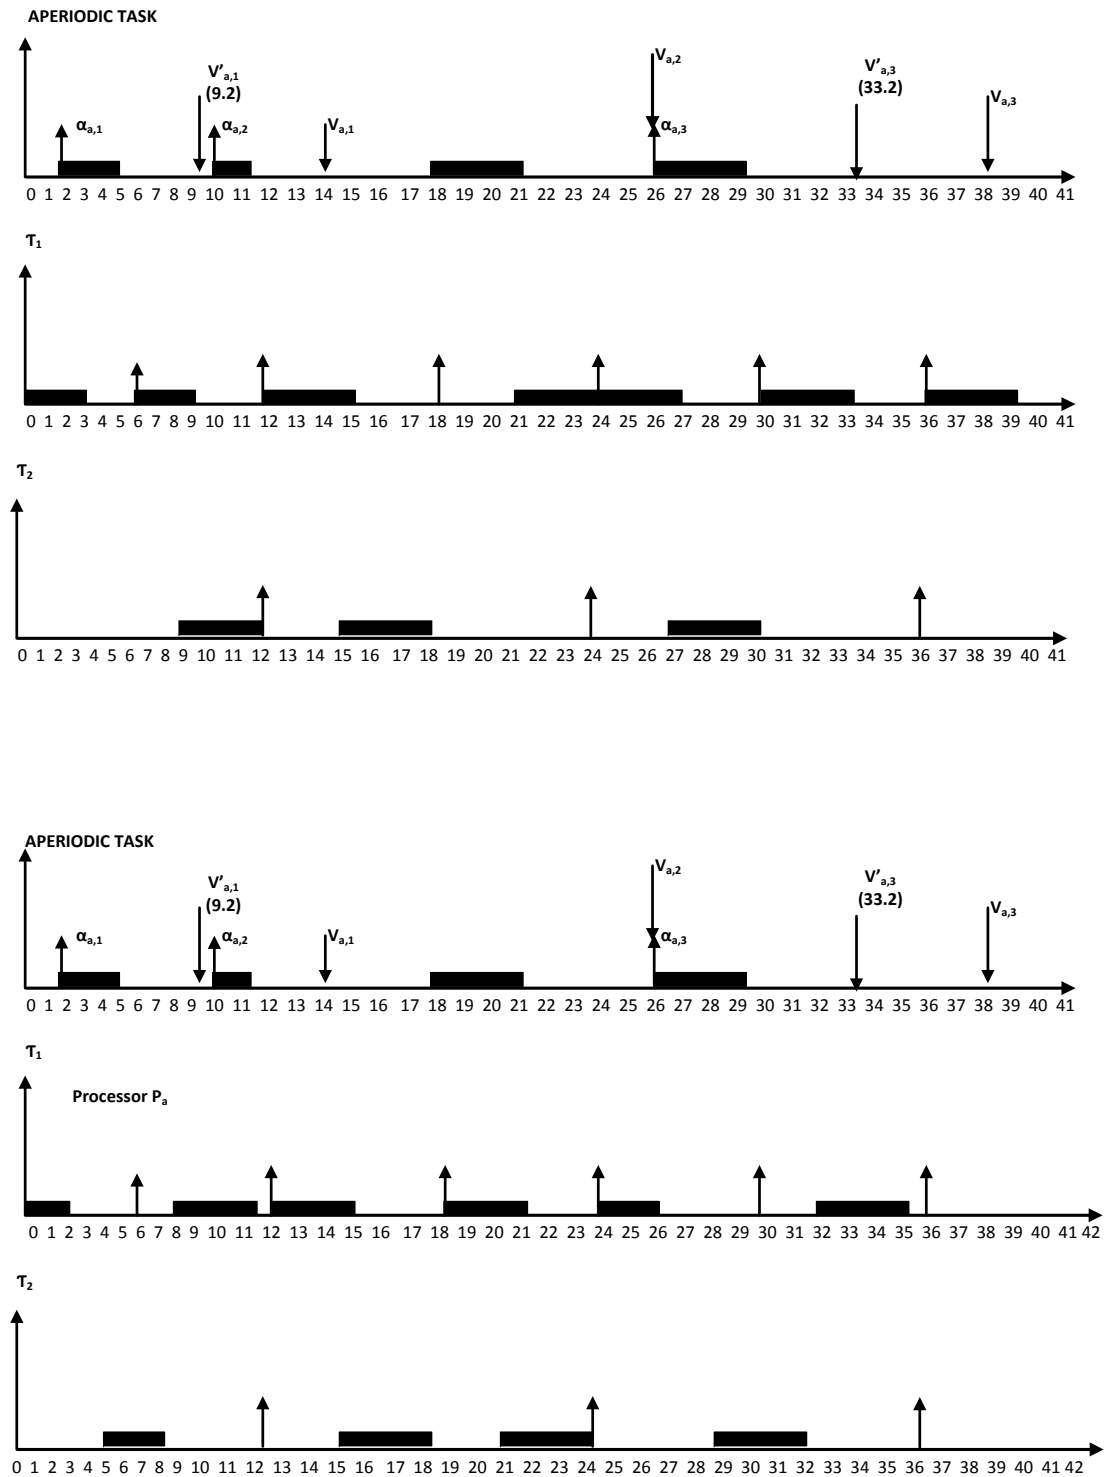 APERIODIC TASK
V'a,1
(9.2)
αa,1
αa,2
Va,1
Va,2
αa,3
V'a,3
(33.2)
Va,3
0 1 2 3 4 5 6 7 8 9 10 11 12 13 14 15 16 17 18 19 20 21 22 23 24 25 26 27 28 29 30 31 32 33 34 35 36 37 38 39 40 41
τ1
0 1 2 3 4 5 6 7 8 9 10 11 12 13 14 15 16 17 18 19 20 21 22 23 24 25 26 27 28 29 30 31 32 33 34 35 36 37 38 39 40 41
τ2
0 1 2 3 4 5 6 7 8 9 10 11 12 13 14 15 16 17 18 19 20 21 22 23 24 25 26 27 28 29 30 31 32 33 34 35 36 37 38 39 40 41
APERIODIC TASK
V'a,1
(9.2)
αa,1
αa,2
Va,1
Va,2
αa,3
V'a,3
(33.2)
Va,3
0 1 2 3 4 5 6 7 8 9 10 11 12 13 14 15 16 17 18 19 20 21 22 23 24 25 26 27 28 29 30 31 32 33 34 35 36 37 38 39 40 41
τ1
Processor Pa
0 1 2 3 4 5 6 7 8 9 10 11 12 13 14 15 16 17 18 19 20 21 22 23 24 25 26 27 28 29 30 31 32 33 34 35 36 37 38 39 40 41 42
τ2
0 1 2 3 4 5 6 7 8 9 10 11 12 13 14 15 16 17 18 19 20 21 22 23 24 25 26 27 28 29 30 31 32 33 34 35 36 37 38 39 40 41 42